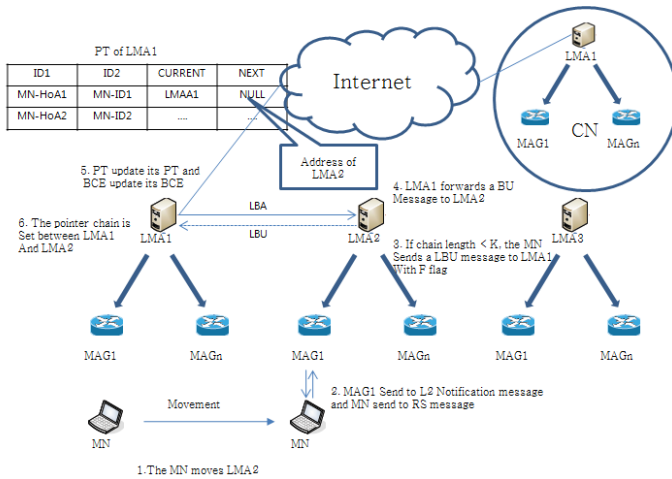 PT of LMA1
ID1 ID2 CURRENT NEXT
MN-HoA1 MN-ID1 LMAA1 NULL
MN-HoA2 MN-ID2 .... ....
Internet
LMA1
CN
MAG1 MAGn
Address of
LMA2
5. PT update its PT and
BCE update its BCE
4. LMA1 forwards a BU
Message to LMA2
6. The pointer chain is
Set between LMA1
And LMA2
LBA
LBU
LMA1
LMA2
LMA3
3. If chain length < K, the MN
Sends a LBU message to LMA1
With F flag
MAG1 MAGn MAG1 MAGn MAG1 MAGn
2. MAG1 Send to L2 Notification message
and MN send to RS message
Movement
MN MN
1.The MN moves LMA2